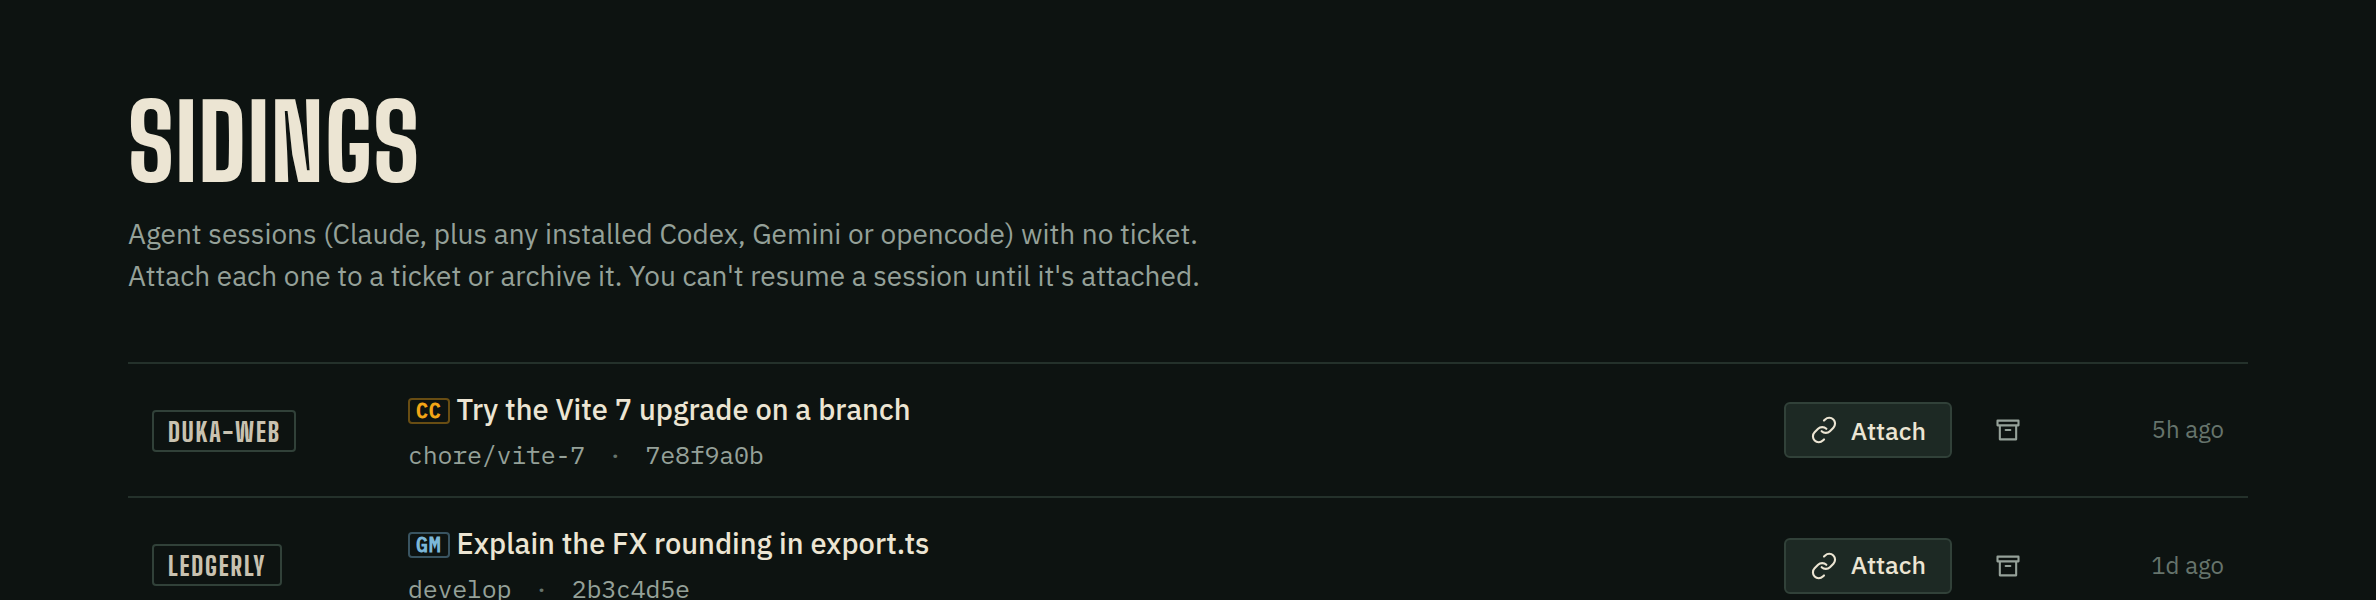 SIDINGS
Agent sessions (Claude, plus any installed Codex, Gemini or opencode) with no ticket.
Attach each one to a ticket or archive it. You can't resume a session until it's attached.
DUKA-WEB
CC Try the Vite 7 upgrade on a branch
chore/vite-7 · 7e8f9a0b
Attach
5h ago
LEDGERLY
GM Explain the FX rounding in export.ts
develop · 2b3c4d5e
Attach
1d ago